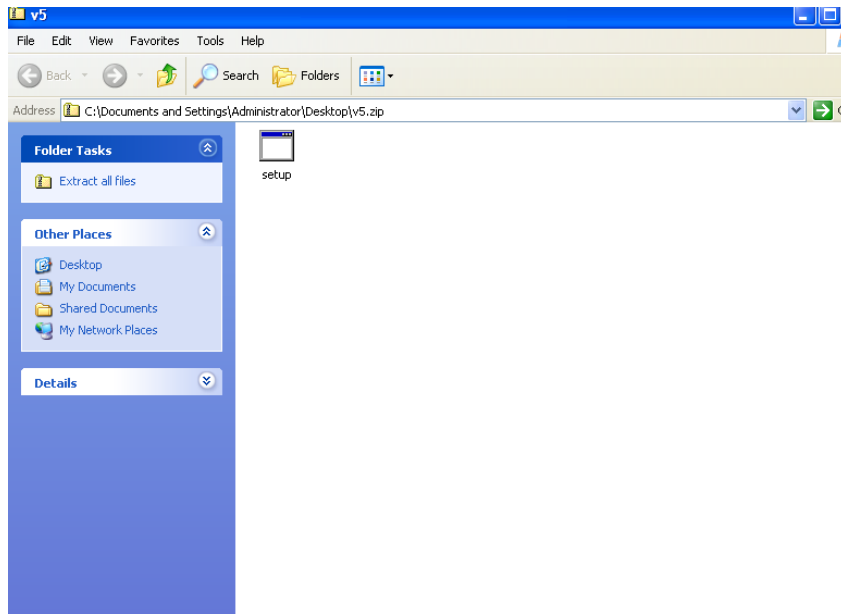 v5
File Edit View Favorites Tools Help
Back Search Folders
Address C:\Documents and Settings\Administrator\Desktop\v5.zip
Folder Tasks
Extract all files
Other Places
Desktop
My Documents
Shared Documents
My Network Places
Details
setup